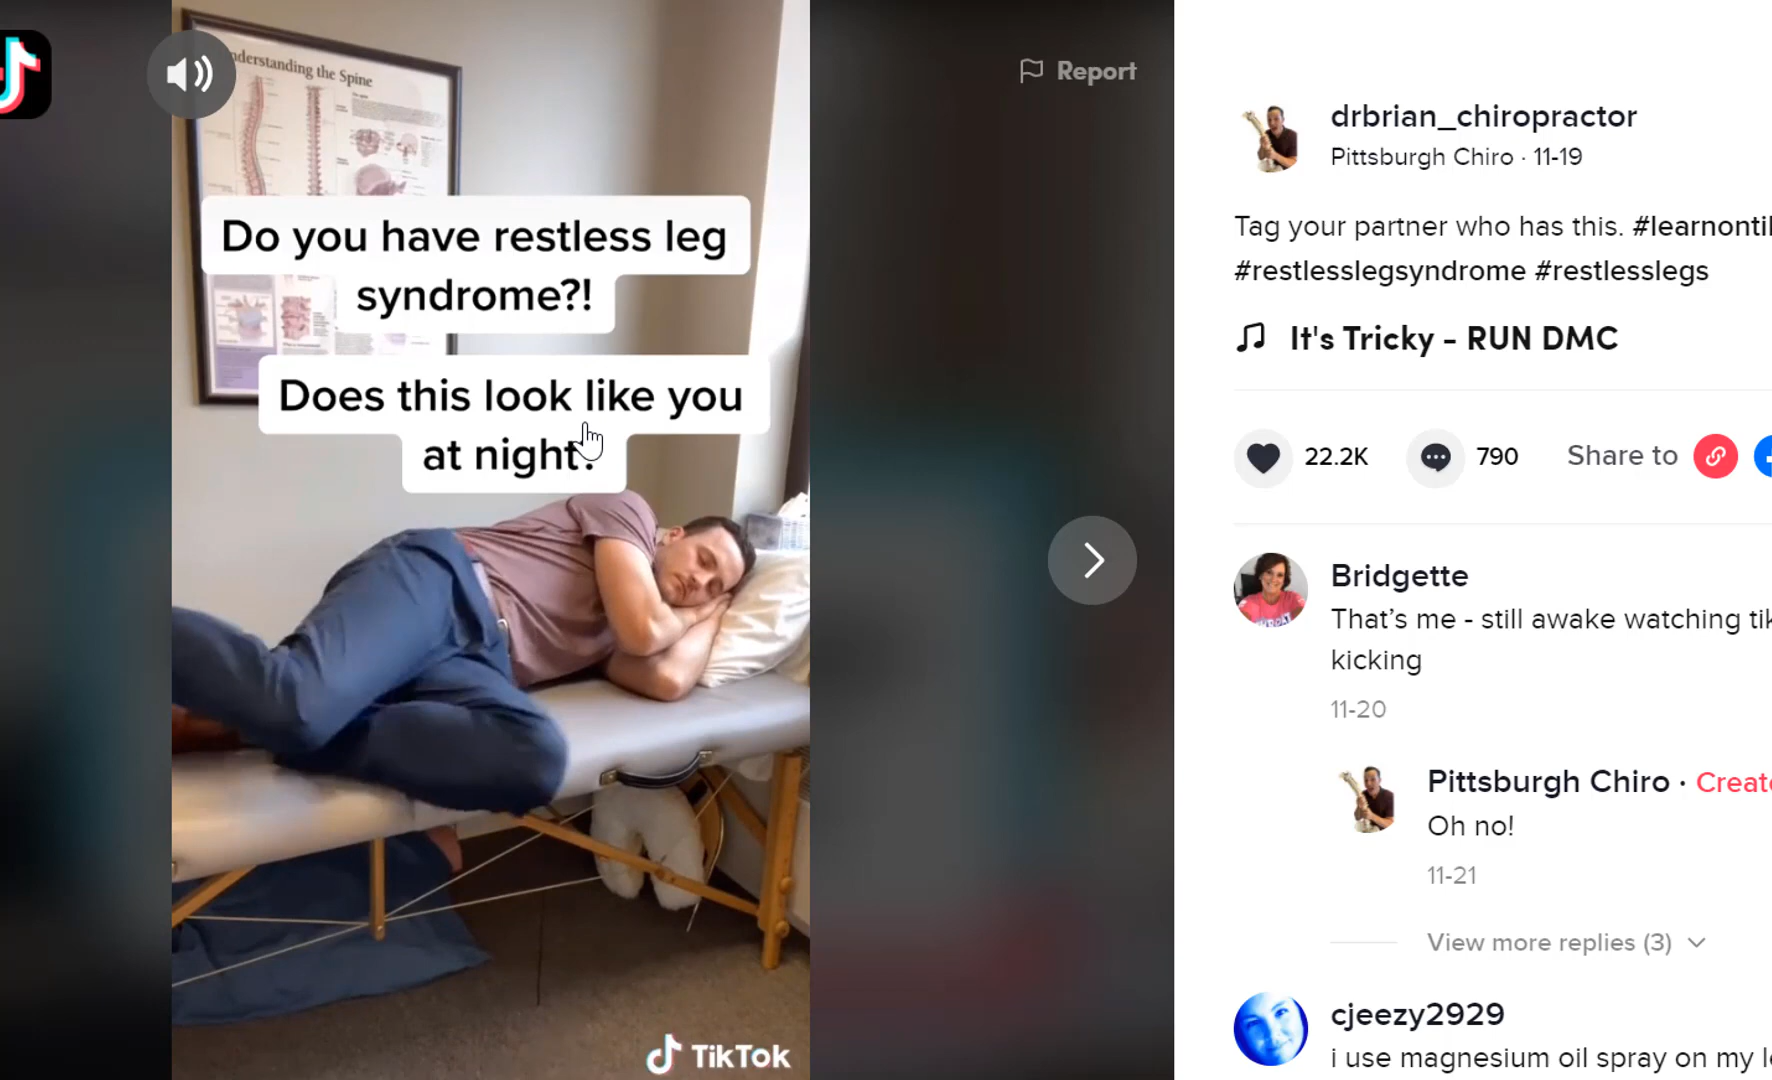 Understanding the Spine
Report
Do you have restless leg
syndrome?!
Does this look like you
at night?
TikTok
drbrian_chiropractor
Pittsburgh Chiro · 11-19
Tag your partner who has this. #learnonti
#restlesslegsyndrome #restlesslegs
It's Tricky - RUN DMC
22.2K
790
Share to
Bridgette
That's me - still awake watching tik
kicking
11-20
Pittsburgh Chiro · Creato
Oh no!
11-21
View more replies (3)
cjeezy2929
i use magnesium oil spray on my l